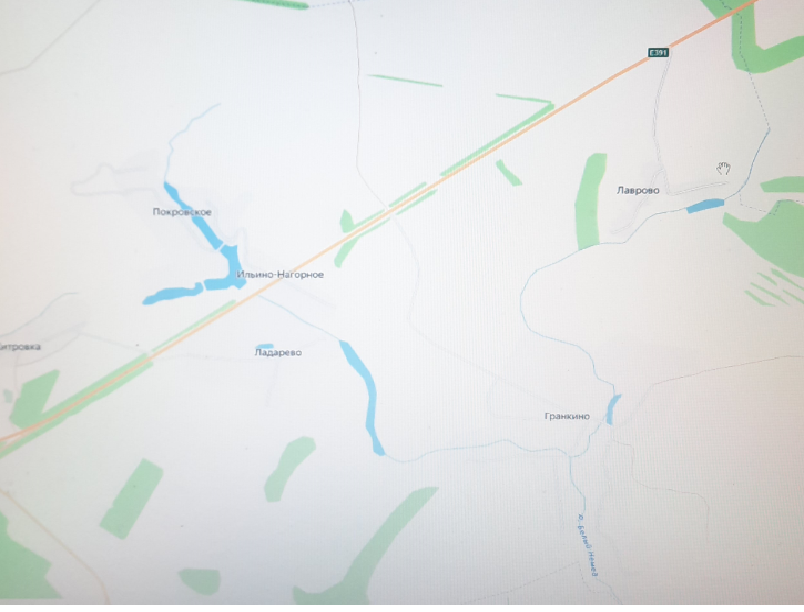 E391
Лаврово
Покровское
Ильино-Нагорное
итровка
Ладарево
Гранкино